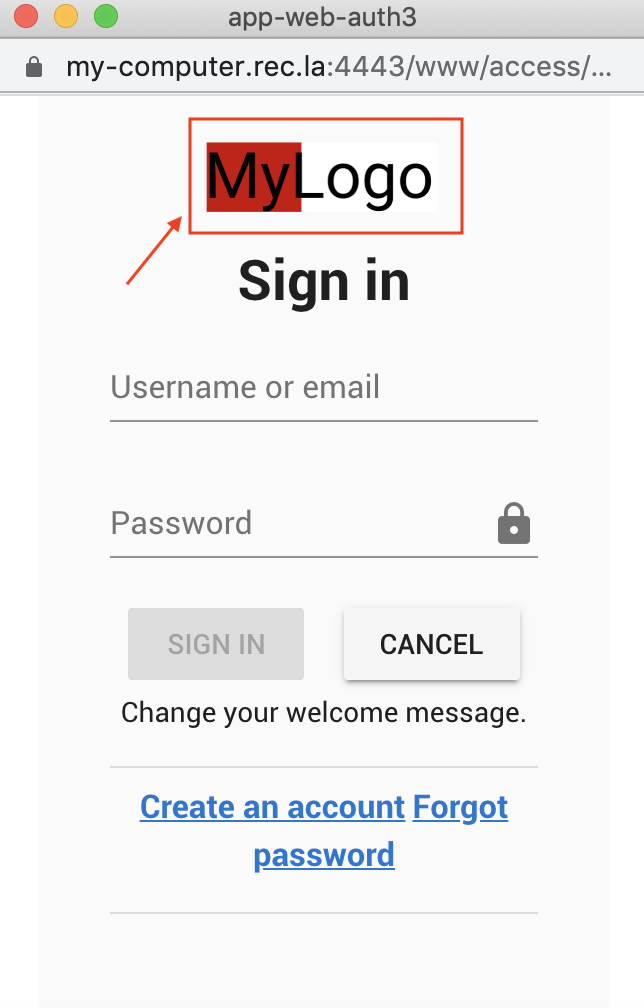 app-web-auth3
my-computer.rec.la:4443/www/access/...
MyLogo
Sign in
Username or email
Password
SIGN IN
CANCEL
Change your welcome message.
Create an account Forgot
password